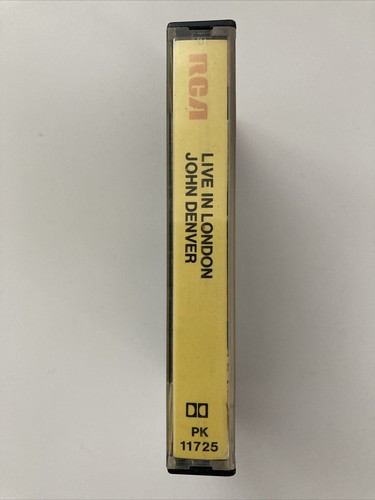 RCA
LIVE IN LONDON
JOHN DENVER
PK
11725